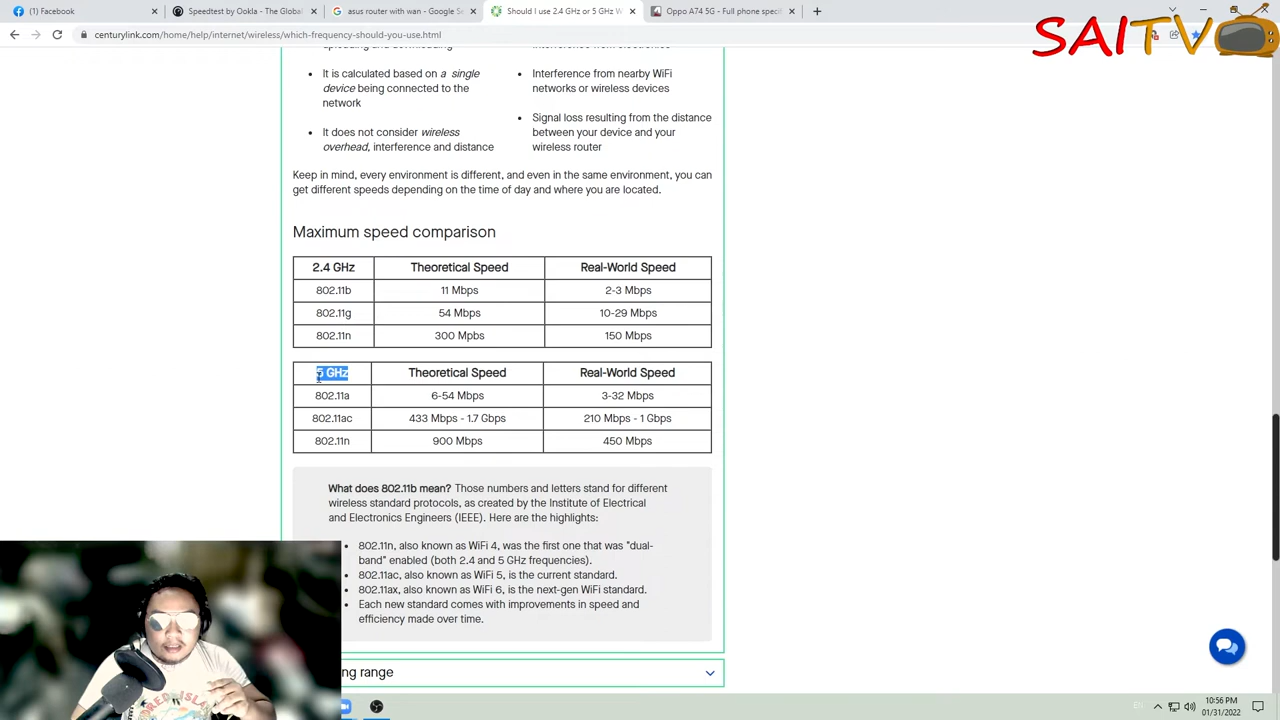 Facebook
Speedtest by Ookla - The Global
asus router with wan - Google Se
Should I use 2.4 GHz or 5 GHz W
Oppo A74 5G - Full phone specif
centurylink.com/home/help/internet/wireless/which-frequency-should-you-use.html
SAITV
uploading and downloading
interference from electronics
It is calculated based on a single
device being connected to the
network
It does not consider wireless
overhead, interference and distance
Interference from nearby WiFi
networks or wireless devices
Signal loss resulting from the distance
between your device and your
wireless router
Keep in mind, every environment is different, and even in the same environment, you can
get different speeds depending on the time of day and where you are located.
Maximum speed comparison
2.4 GHz Theoretical Speed Real-World Speed
802.11b 11 Mbps 2-3 Mbps
802.11g 54 Mbps 10-29 Mbps
802.11n 300 Mpbs 150 Mbps
5 GHz Theoretical Speed Real-World Speed
802.11a 6-54 Mbps 3-32 Mbps
802.11ac 433 Mbps - 1.7 Gbps 210 Mbps - 1 Gbps
802.11n 900 Mbps 450 Mbps
What does 802.11b mean? Those numbers and letters stand for different
wireless standard protocols, as created by the Institute of Electrical
and Electronics Engineers (IEEE). Here are the highlights:
802.11n, also known as WiFi 4, was the first one that was "dual-
band" enabled (both 2.4 and 5 GHz frequencies).
802.11ac, also known as WiFi 5, is the current standard.
802.11ax, also known as WiFi 6, is the next-gen WiFi standard.
Each new standard comes with improvements in speed and
efficiency made over time.
ng range
10:56 PM
01/31/2022